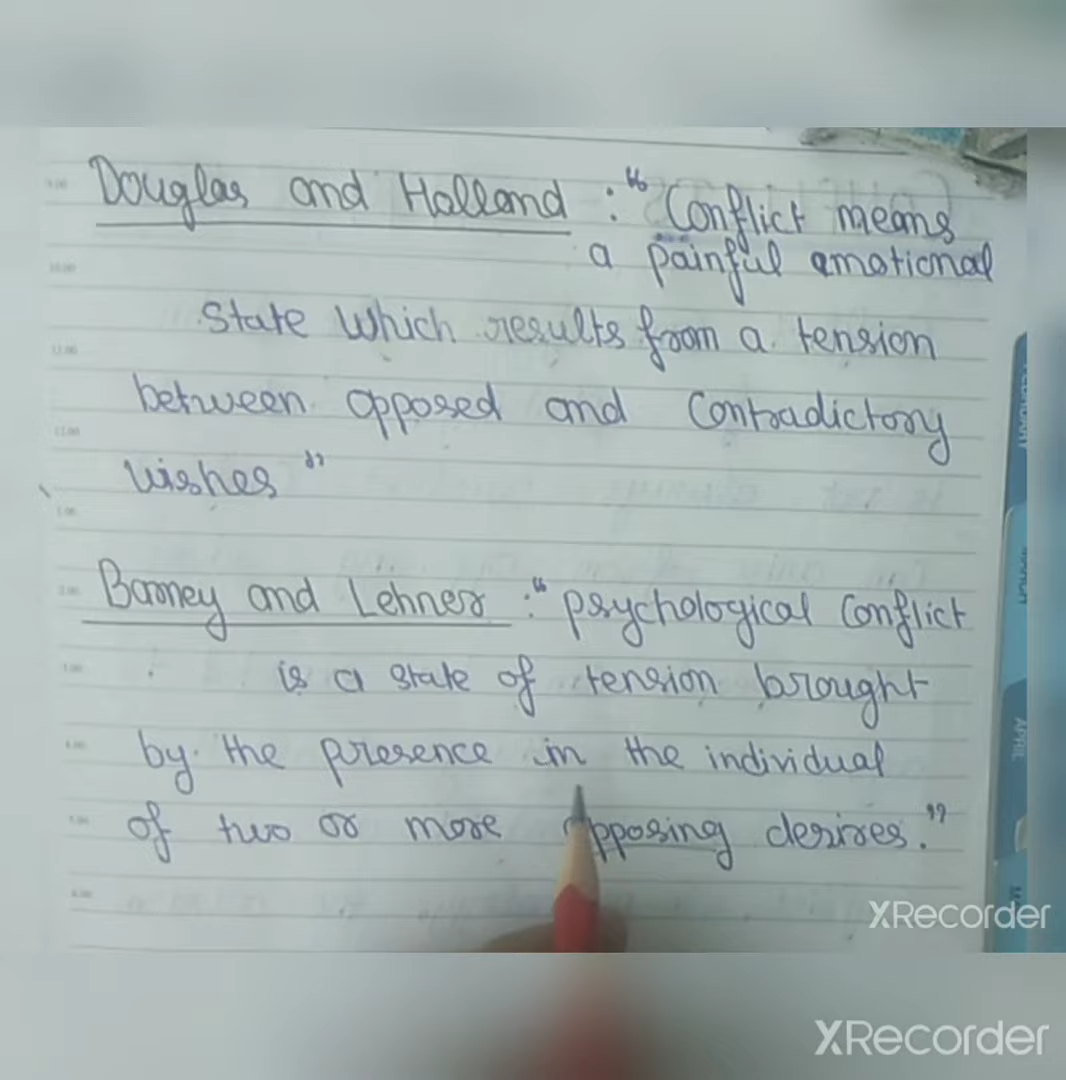 Douglas and Holland : "Conflict means
a painful emotional
state which results from a tension
between opposed and contradictory
wishes"
Barney and Lehner : "psychological conflict
is a state of tension brought
by the presence in the individual
of two or more opposing desires."
XRecorder
XRecorder